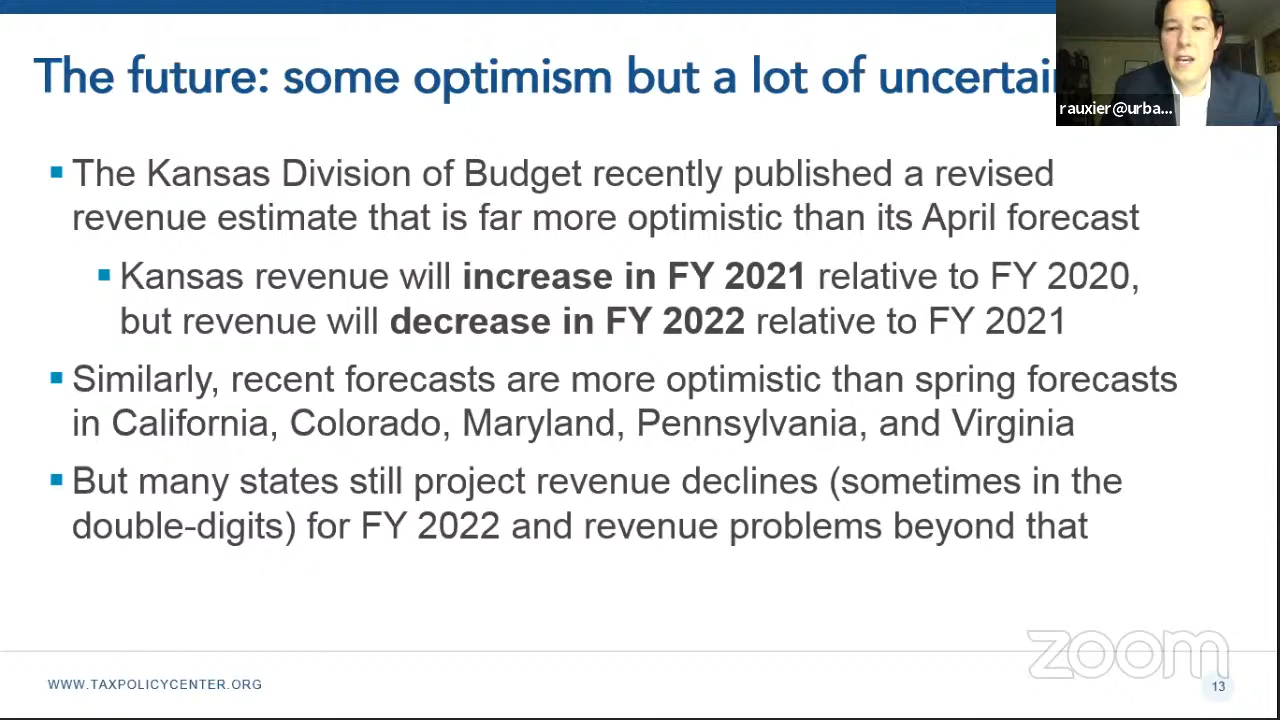 The future: some optimism but a lot of
rauxier@urba...
▪ The Kansas Division of Budget recently published a revised
revenue estimate that is far more optimistic than its April forecast
▪ Kansas revenue will increase in FY 2021 relative to FY 2020,
but revenue will decrease in FY 2022 relative to FY 2021
▪ Similarly, recent forecasts are more optimistic than spring forecasts
in California, Colorado, Maryland, Pennsylvania, and Virginia
▪ But many states still project revenue declines (sometimes in the
double-digits) for FY 2022 and revenue problems beyond that
zoom
WWW.TAXPOLICYCENTER.ORG
13